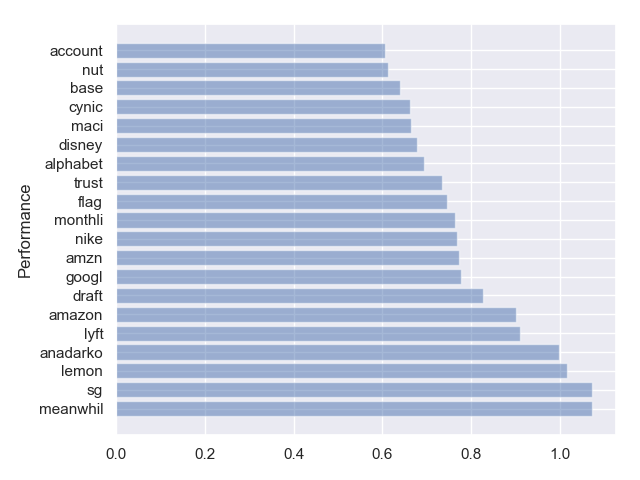 account
nut
base
cynic
maci
disney
alphabet
trust
flag
monthli
nike
amzn
googl
draft
amazon
lyft
anadarko
lemon
sg
meanwhil
Performance
0.0 0.2 0.4 0.6 0.8 1.0